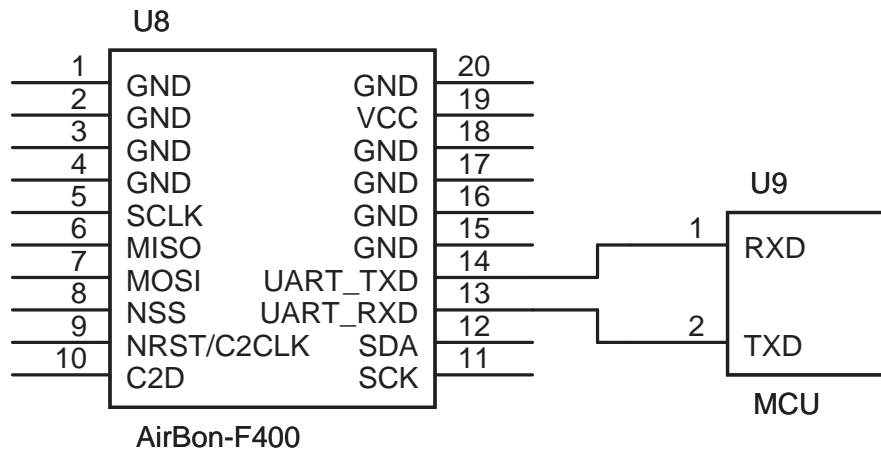 U8
1 GND GND 20
2 GND VCC 19
3 GND GND 18
4 GND GND 17
5 SCLK GND 16
6 MISO GND 15
7 MOSI UART_TXD 14
8 NSS UART_RXD 13
9 NRST/C2CLK SDA 12
10 C2D SCK 11
AirBon-F400
U9
1 RXD
2 TXD
MCU